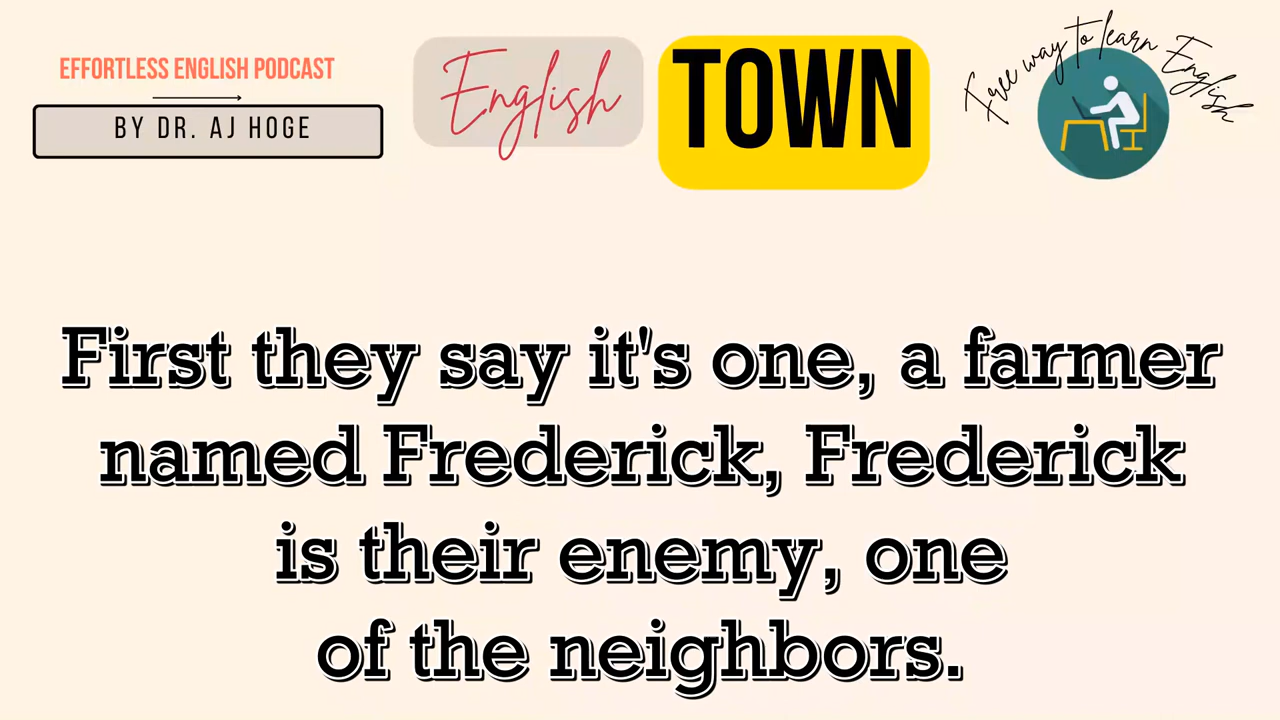 EFFORTLESS ENGLISH PODCAST
BY DR. AJ HOGE
English
TOWN
Free way to learn English
First they say it's one, a farmer
named Frederick, Frederick
is their enemy, one
of the neighbors.